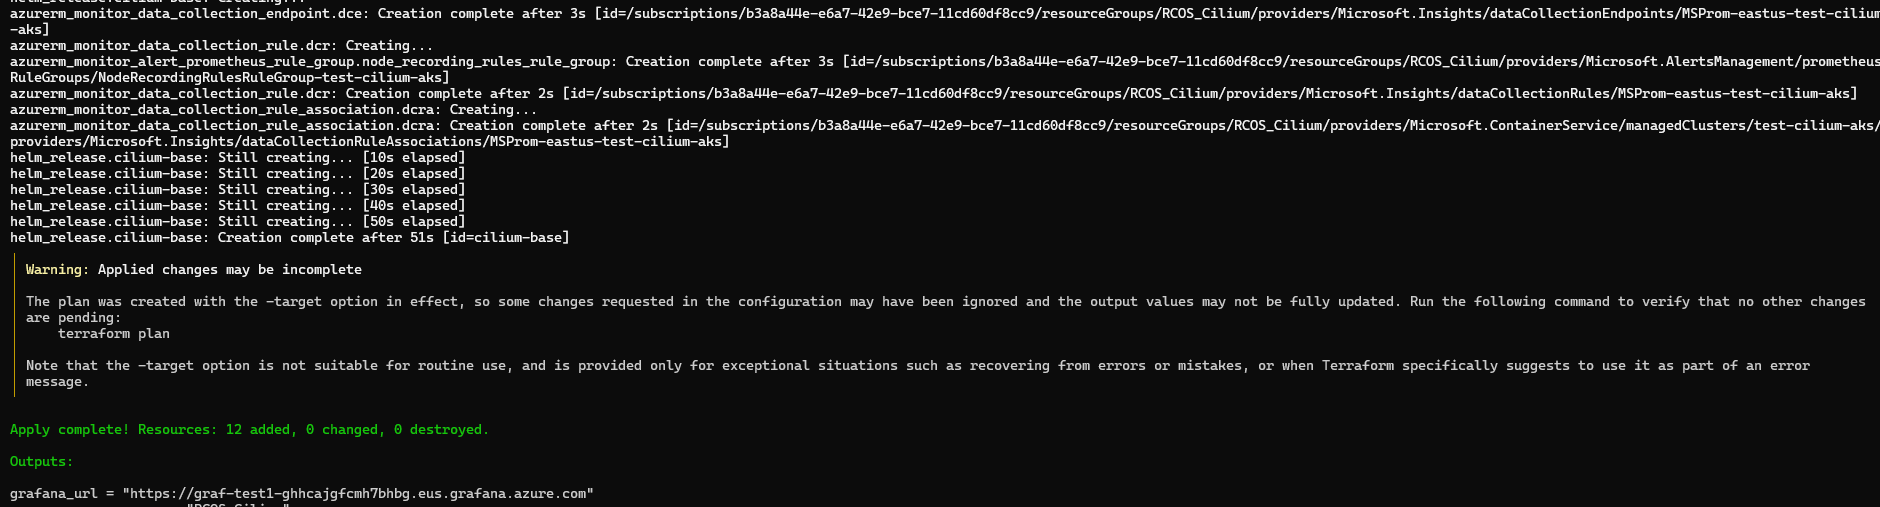 helm_release.cilium-base: Creating...
azurerm_monitor_data_collection_endpoint.dce: Creation complete after 3s [id=/subscriptions/b3a8a44e-e6a7-42e9-bce7-11cd60df8cc9/resourceGroups/RCOS_Cilium/providers/Microsoft.Insights/dataCollectionEndpoints/MSProm-eastus-test-cilium
-aks]
azurerm_monitor_data_collection_rule.dcr: Creating...
azurerm_monitor_alert_prometheus_rule_group.node_recording_rules_rule_group: Creation complete after 3s [id=/subscriptions/b3a8a44e-e6a7-42e9-bce7-11cd60df8cc9/resourceGroups/RCOS_Cilium/providers/Microsoft.AlertsManagement/prometheus
RuleGroups/NodeRecordingRulesRuleGroup-test-cilium-aks]
azurerm_monitor_data_collection_rule.dcr: Creation complete after 2s [id=/subscriptions/b3a8a44e-e6a7-42e9-bce7-11cd60df8cc9/resourceGroups/RCOS_Cilium/providers/Microsoft.Insights/dataCollectionRules/MSProm-eastus-test-cilium-aks]
azurerm_monitor_data_collection_rule_association.dcra: Creating...
azurerm_monitor_data_collection_rule_association.dcra: Creation complete after 2s [id=/subscriptions/b3a8a44e-e6a7-42e9-bce7-11cd60df8cc9/resourceGroups/RCOS_Cilium/providers/Microsoft.ContainerService/managedClusters/test-cilium-aks/
providers/Microsoft.Insights/dataCollectionRuleAssociations/MSProm-eastus-test-cilium-aks]
helm_release.cilium-base: Still creating... [10s elapsed]
helm_release.cilium-base: Still creating... [20s elapsed]
helm_release.cilium-base: Still creating... [30s elapsed]
helm_release.cilium-base: Still creating... [40s elapsed]
helm_release.cilium-base: Still creating... [50s elapsed]
helm_release.cilium-base: Creation complete after 51s [id=cilium-base]
Warning: Applied changes may be incomplete
The plan was created with the -target option in effect, so some changes requested in the configuration may have been ignored and the output values may not be fully updated. Run the following command to verify that no other changes
are pending:
terraform plan
Note that the -target option is not suitable for routine use, and is provided only for exceptional situations such as recovering from errors or mistakes, or when Terraform specifically suggests to use it as part of an error
message.
Apply complete! Resources: 12 added, 0 changed, 0 destroyed.
Outputs:
grafana_url = "https://graf-test1-ghhcajgfcmh7bhbg.eus.grafana.azure.com"
"RCOS_Cilium"